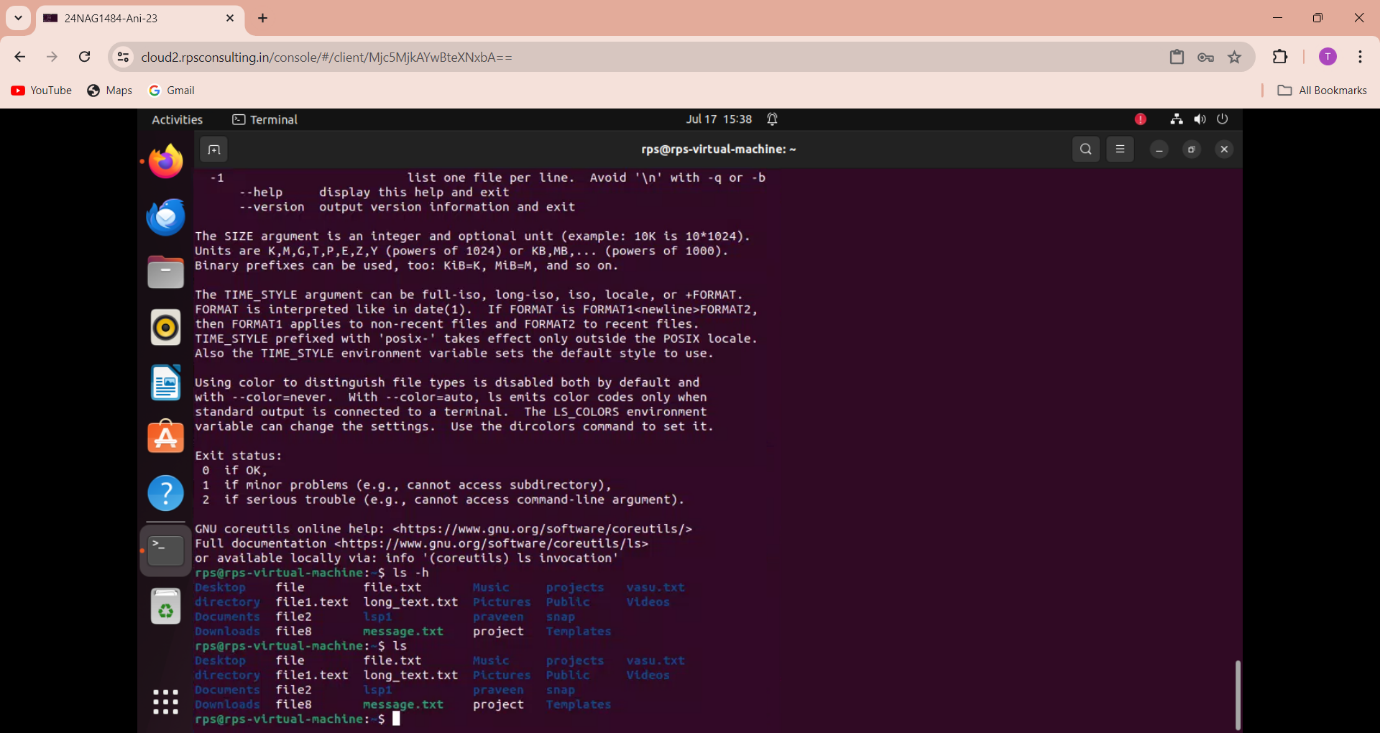 24NAG1484-Ani-23
cloud2.rpsconsulting.in/console/#/client/Mjc5MjkAYwBteXNxbA==
T
YouTube Maps Gmail All Bookmarks
Activities Terminal Jul 17 15:38
rps@rps-virtual-machine: ~
-1 list one file per line. Avoid '\n' with -q or -b
--help display this help and exit
--version output version information and exit
The SIZE argument is an integer and optional unit (example: 10K is 10*1024).
Units are K,M,G,T,P,E,Z,Y (powers of 1024) or KB,MB,... (powers of 1000).
Binary prefixes can be used, too: KiB=K, MiB=M, and so on.
The TIME_STYLE argument can be full-iso, long-iso, iso, locale, or +FORMAT.
FORMAT is interpreted like in date(1). If FORMAT is FORMAT1<newline>FORMAT2,
then FORMAT1 applies to non-recent files and FORMAT2 to recent files.
TIME_STYLE prefixed with 'posix-' takes effect only outside the POSIX locale.
Also the TIME_STYLE environment variable sets the default style to use.
Using color to distinguish file types is disabled both by default and
with --color=never. With --color=auto, ls emits color codes only when
standard output is connected to a terminal. The LS_COLORS environment
variable can change the settings. Use the dircolors command to set it.
Exit status:
0 if OK,
1 if minor problems (e.g., cannot access subdirectory),
2 if serious trouble (e.g., cannot access command-line argument).
GNU coreutils online help: <https://www.gnu.org/software/coreutils/>
Full documentation <https://www.gnu.org/software/coreutils/ls>
or available locally via: info '(coreutils) ls invocation'
rps@rps-virtual-machine:~$ ls -h
Desktop file file.txt Music projects vasu.txt
directory file1.text long_text.txt Pictures Public Videos
Documents file2 lsp1 praveen snap
Downloads file8 message.txt project Templates
rps@rps-virtual-machine:~$ ls
Desktop file file.txt Music projects vasu.txt
directory file1.text long_text.txt Pictures Public Videos
Documents file2 lsp1 praveen snap
Downloads file8 message.txt project Templates
rps@rps-virtual-machine:~$